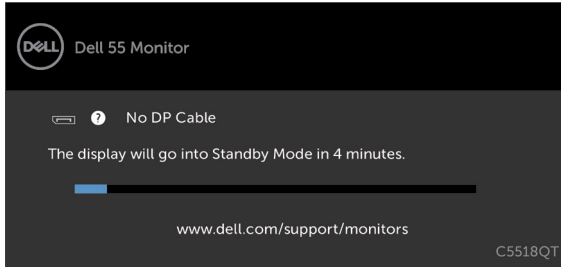 DELL Dell 55 Monitor
? No DP Cable
The display will go into Standby Mode in 4 minutes.
www.dell.com/support/monitors
C5518QT